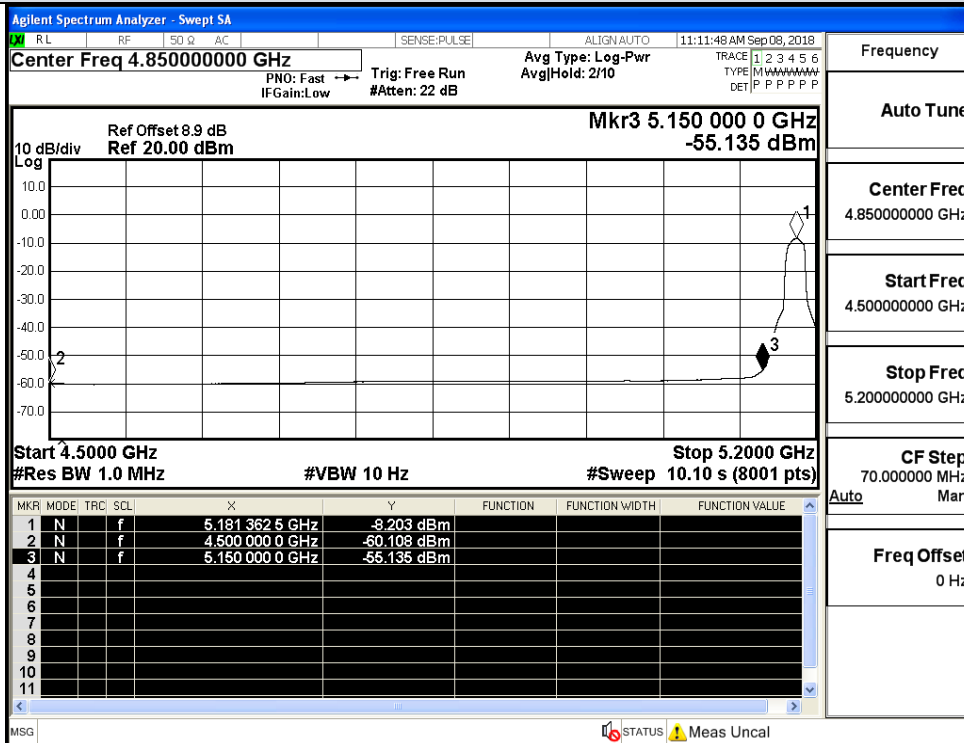 Agilent Spectrum Analyzer - Swept SA
LXI RL RF 50 Ω AC SENSE:PULSE ALIGN AUTO 11:11:48 AM Sep 08, 2018
Center Freq 4.850000000 GHz
PNO: Fast
IFGain:Low
Trig: Free Run
#Atten: 22 dB
Avg Type: Log-Pwr
Avg|Hold: 2/10
TRACE 1 2 3 4 5 6
TYPE M WWWWW
DET P P P P P P
Mkr3 5.150 000 0 GHz
-55.135 dBm
Ref Offset 8.9 dB
10 dB/div Ref 20.00 dBm
Log
10.0
0.00
-10.0
-20.0
-30.0
-40.0
-50.0
-60.0
-70.0
1
2
3
Start 4.5000 GHz Stop 5.2000 GHz
#Res BW 1.0 MHz #VBW 10 Hz #Sweep 10.10 s (8001 pts)
MKR MODE TRC SCL X Y FUNCTION FUNCTION WIDTH FUNCTION VALUE
1 N f 5.181 362 5 GHz -8.203 dBm
2 N f 4.500 000 0 GHz -60.108 dBm
3 N f 5.150 000 0 GHz -55.135 dBm
4
5
6
7
8
9
10
11
MSG STATUS Meas Uncal
Frequency
Auto Tune
Center Freq
4.850000000 GHz
Start Freq
4.500000000 GHz
Stop Freq
5.200000000 GHz
CF Step
70.000000 MHz
Auto Man
Freq Offset
0 Hz